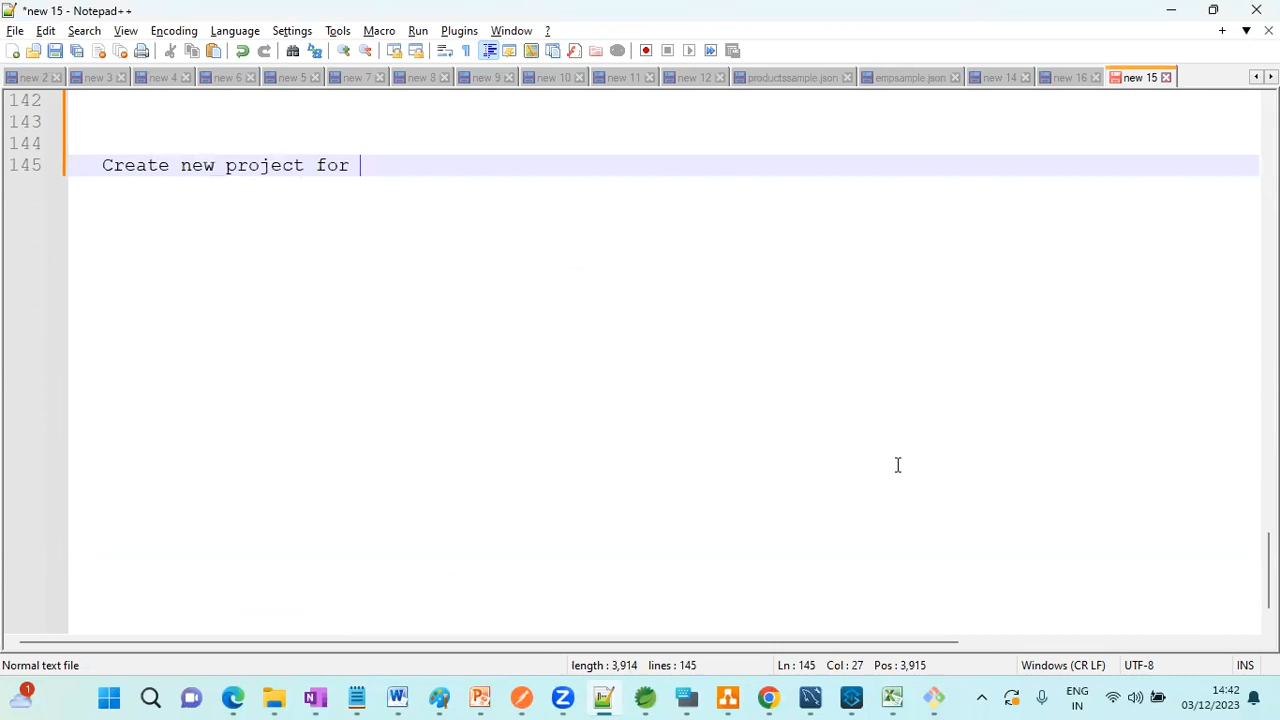 *new 15 - Notepad++
File Edit Search View Encoding Language Settings Tools Macro Run Plugins Window ?
new 2 new 3 new 4 new 6 new 5 new 7 new 8 new 9 new 10 new 11 new 12 productssample.json empsample.json new 14 new 16 new 15
142
143
144
145 Create new project for
Normal text file length : 3,914 lines : 145 Ln : 145 Col : 27 Pos : 3,915 Windows (CR LF) UTF-8 INS
1
ENG
IN
14:42
03/12/2023